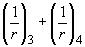 (1/r)₃ + (1/r)₄